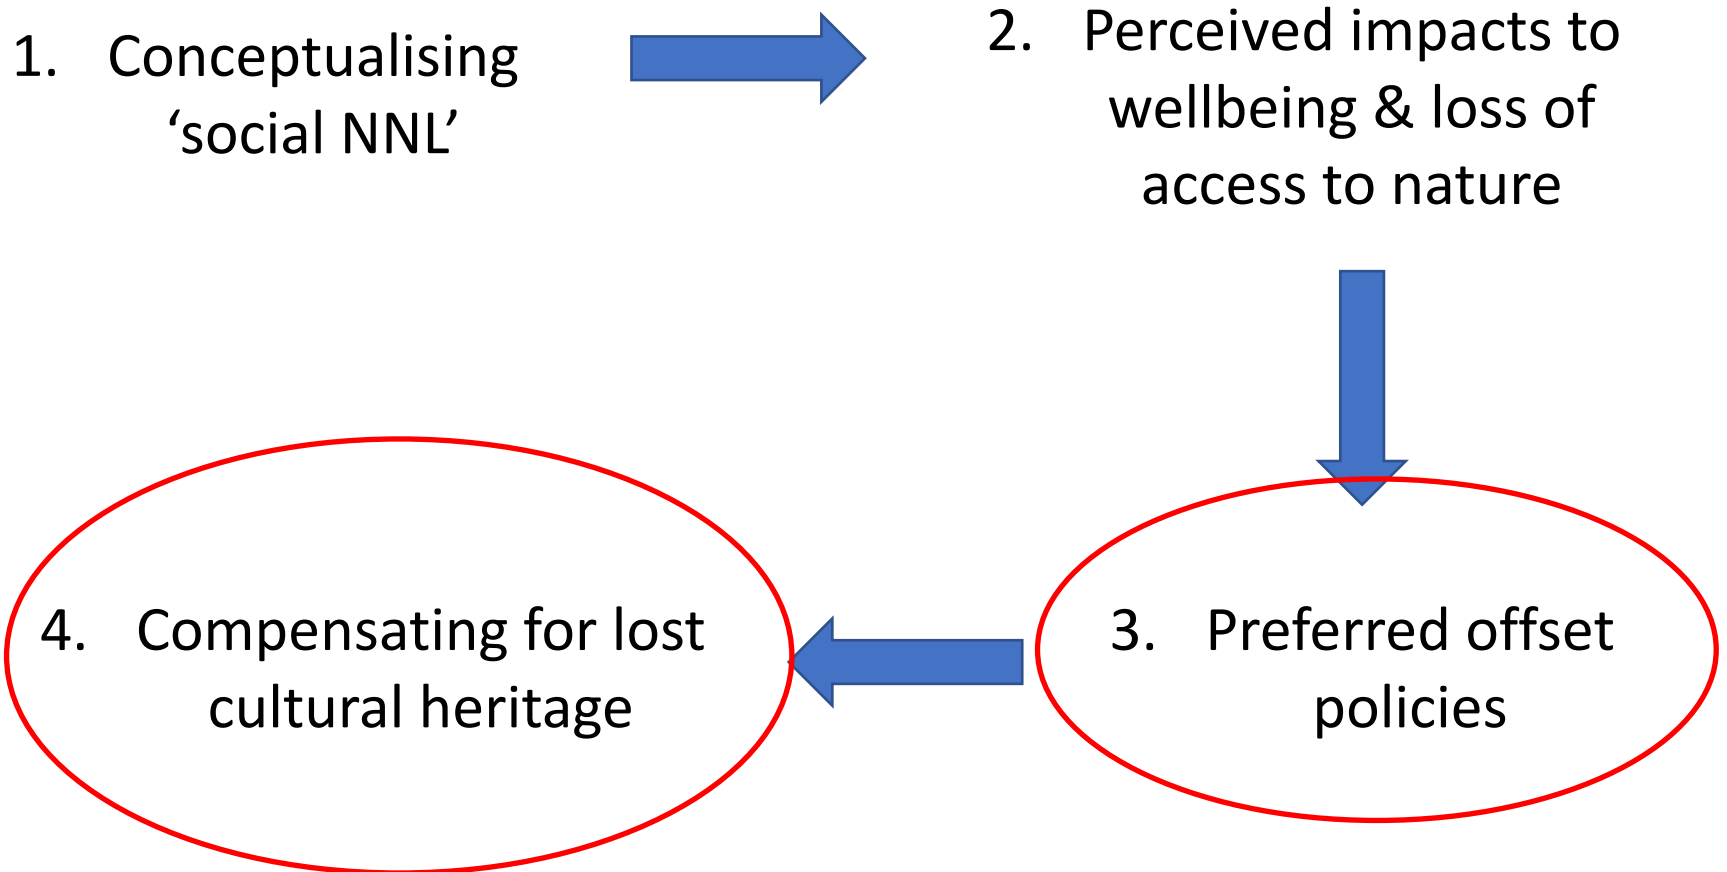 1. Conceptualising
‘social NNL’
2. Perceived impacts to
wellbeing & loss of
access to nature
3. Preferred offset
policies
4. Compensating for lost
cultural heritage